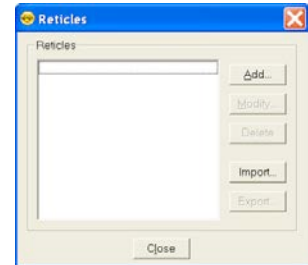 Reticles
Reticles
Add...
Modify...
Delete
Import...
Export...
Close